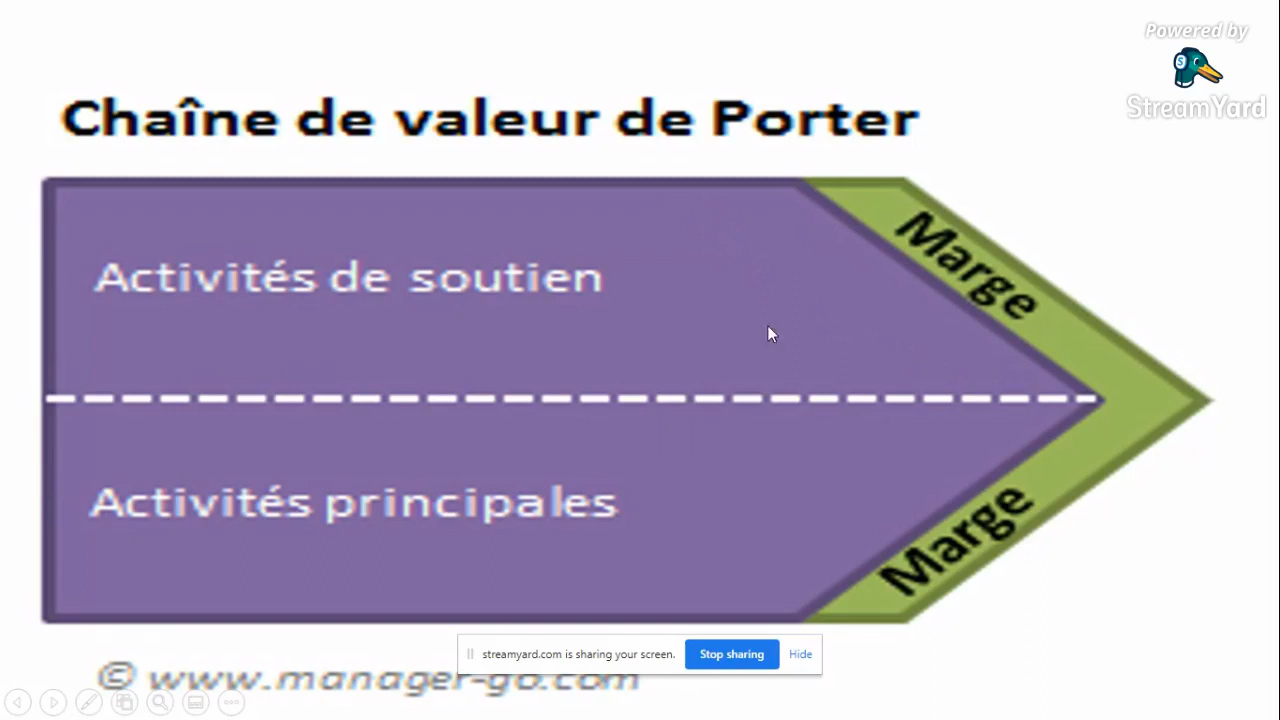 Powered by
StreamYard
Chaîne de valeur de Porter
Marge
Activités de soutien
Activités principales
Marge
streamyard.com is sharing your screen. Stop sharing Hide
© www.manager-go.com